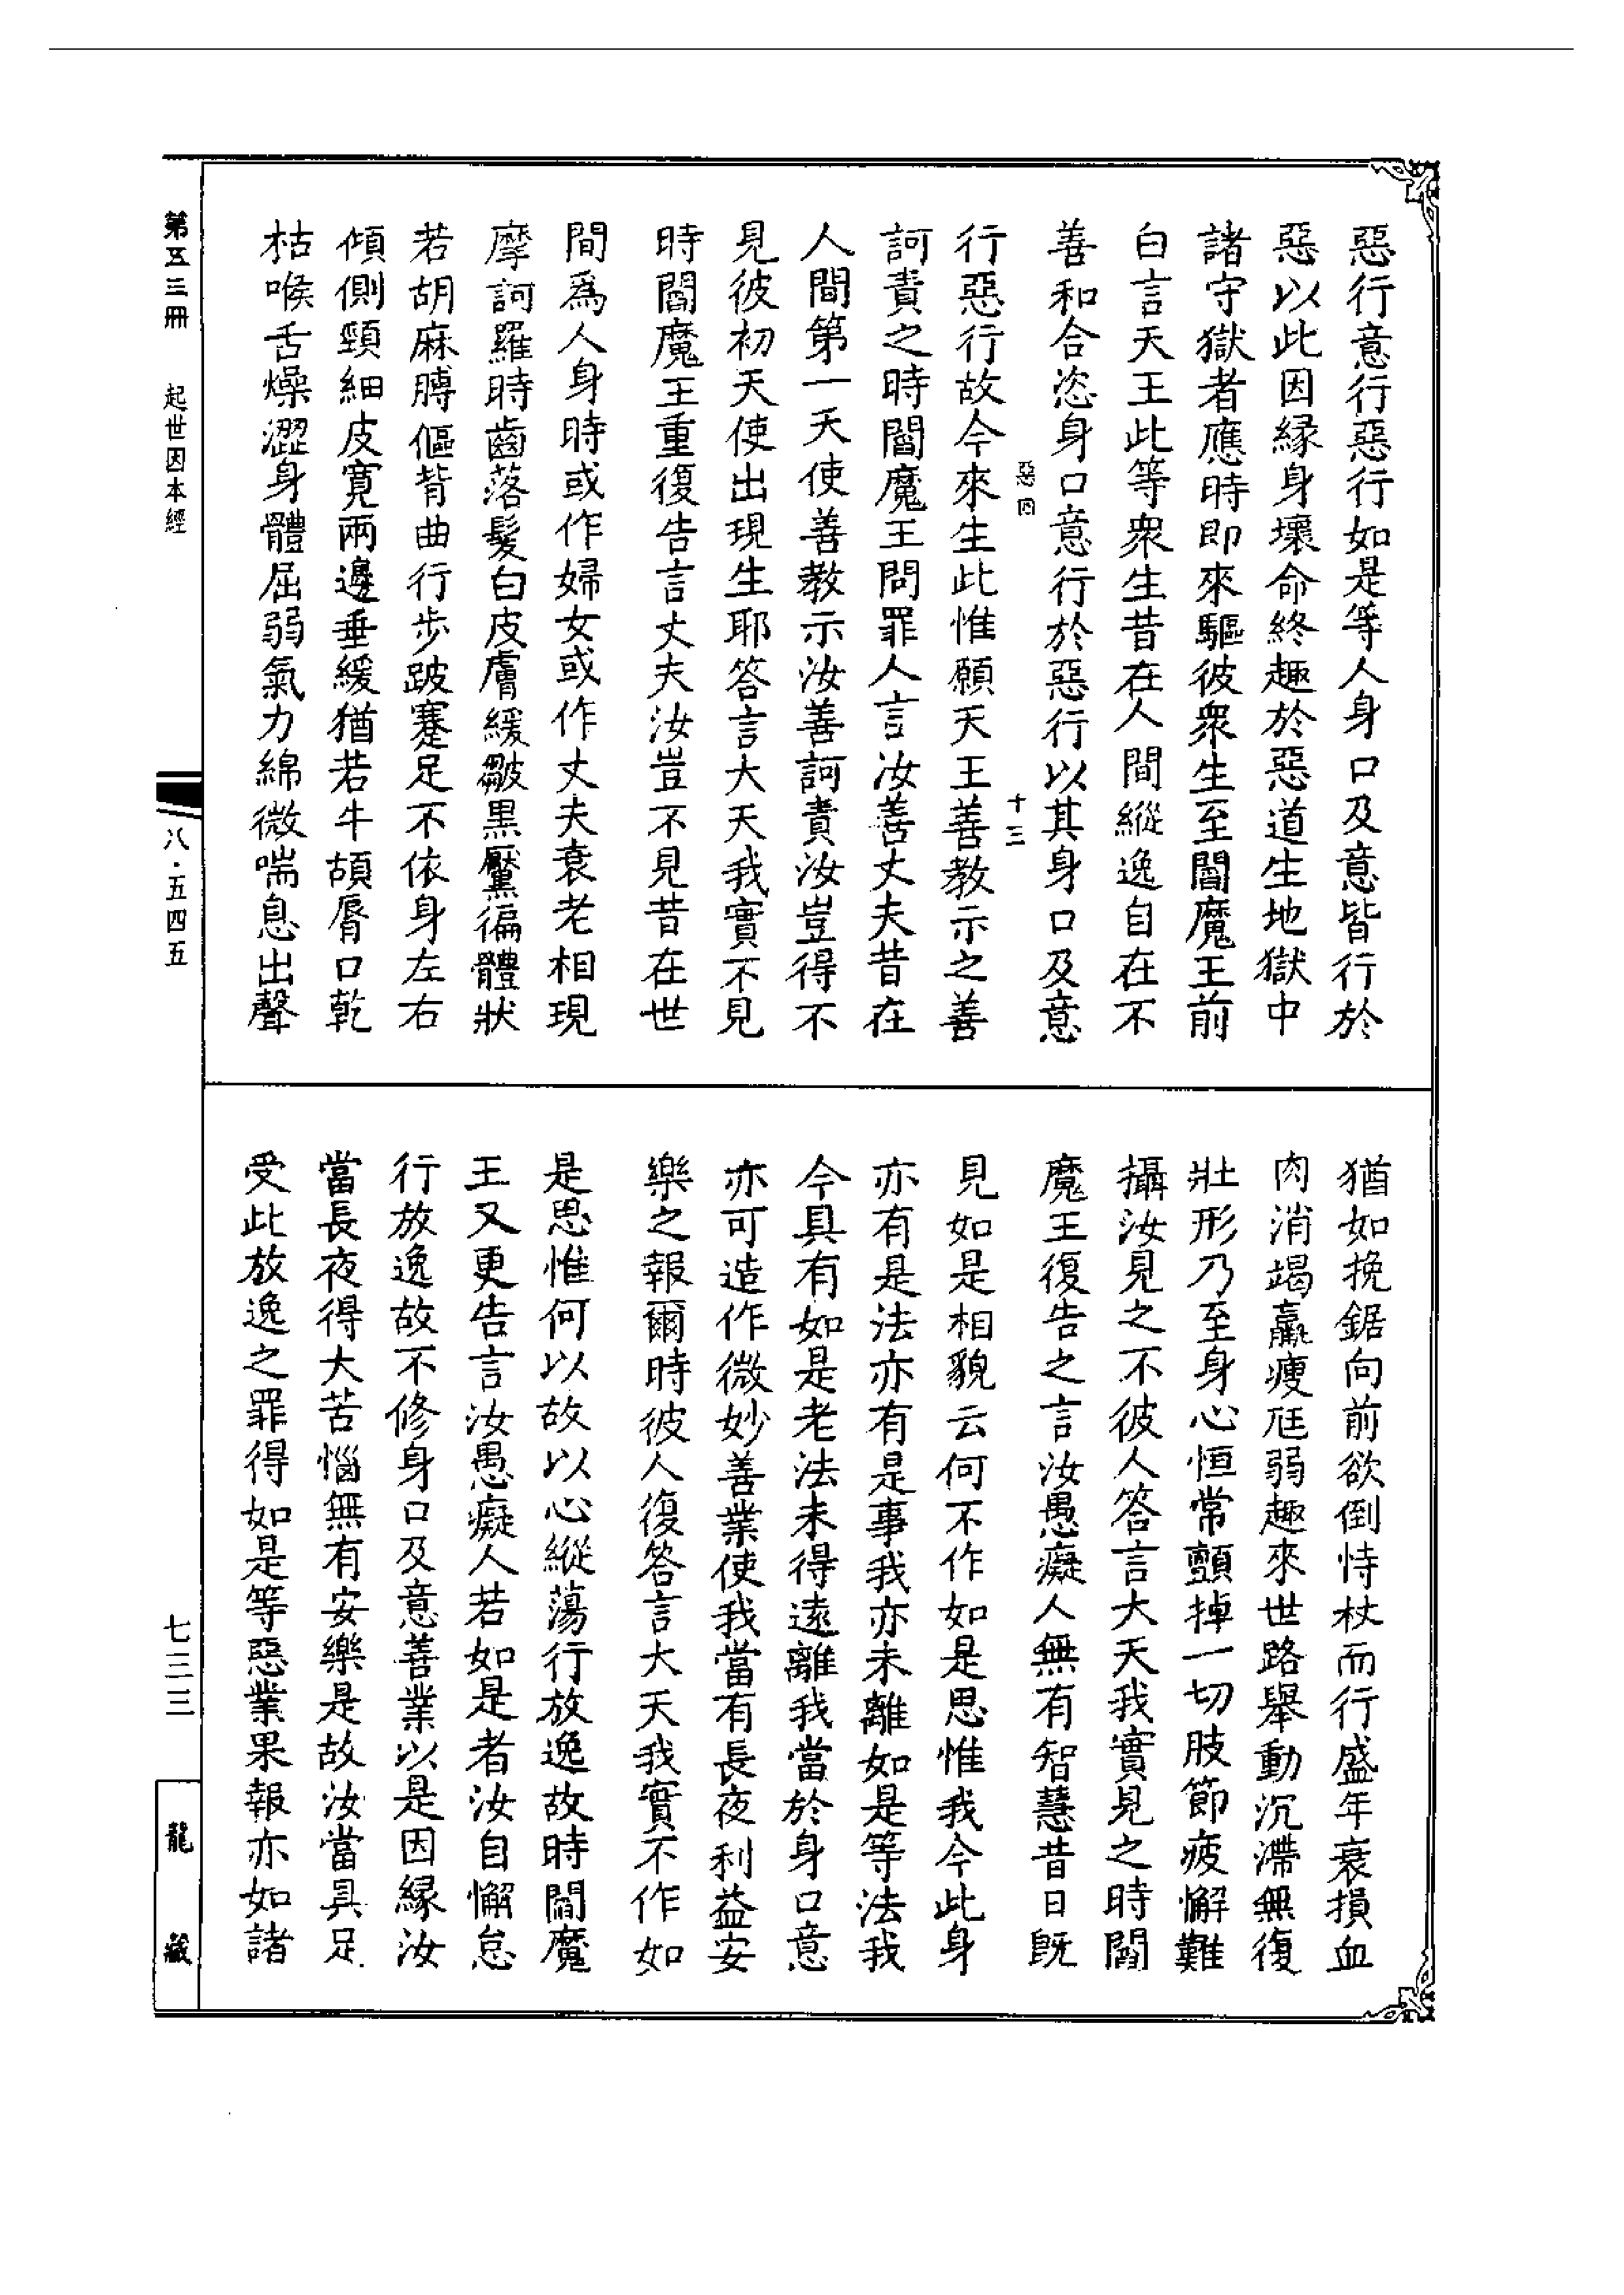 惡行意行惡行如是等人身口及意皆行於
惡以此因緣身壞命終趣於惡道生地獄中
諸守獄者應時即來驅彼衆生至閻魔王前
白言天王此等衆生昔在人間縱逸自在不
善和合恣身口意行於惡行以其身口及意
惡因 十三
行惡行故今來生此惟願天王善教示之善
訶責之時閻魔王問罪人言汝善丈夫昔在
人間第一天使善教示汝善訶責汝豈得不
見彼初天使出現生耶答言大天我實不見
時閻魔王重復告言丈夫汝豈不見昔在世
間爲人身時或作婦女或作丈夫衰老相現
摩訶羅時齒落髮白皮膚緩皺黑黶徧體狀
若胡麻膊傴背曲行步跛蹇足不依身左右
傾側頸細皮寬兩邊垂緩猶若牛頷脣口乾
枯喉舌燥澀身體屈弱氣力綿微喘息出聲
猶如挽鋸向前欲倒恃杖而行盛年衰損血
肉消竭羸瘦尫弱趣來世路舉動沉滯無復
壯形乃至身心恒常顫掉一切肢節疲懈難
攝汝見之不彼人答言大天我實見之時閻
魔王復告之言汝愚癡人無有智慧昔日旣
見如是相貌云何不作如是思惟我今此身
亦有是法亦有是事我亦未離如是等法我
今具有如是老法未得遠離我當於身口意
亦可造作微妙善業使我當有長夜利益安
樂之報爾時彼人復答言大天我實不作如
是思惟何以故以心縱蕩行放逸故時閻魔
王又更告言汝愚癡人若如是者汝自懈怠
行放逸故不修身口及意善業以是因緣汝
當長夜得大苦惱無有安樂是故汝當具足
受此放逸之罪得如是等惡業果報亦如諸
第五三冊 起世因本經
八·五四五
七三三
龍藏